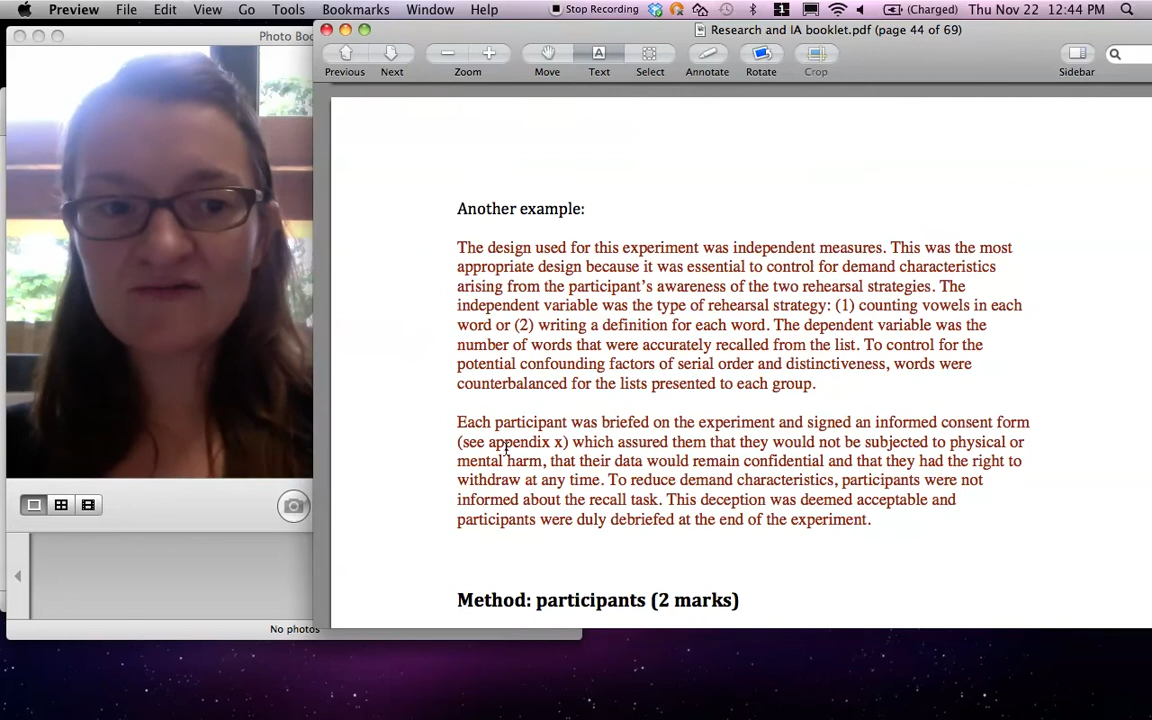 Preview File Edit View Go Tools Bookmarks Window Help Stop Recording 1 (Charged) Thu Nov 22 12:44 PM
Photo Boo
Research and IA booklet.pdf (page 44 of 69)
Previous Next Zoom Move Text Select Annotate Rotate Crop Sidebar
Another example:
The design used for this experiment was independent measures. This was the most
appropriate design because it was essential to control for demand characteristics
arising from the participant's awareness of the two rehearsal strategies. The
independent variable was the type of rehearsal strategy: (1) counting vowels in each
word or (2) writing a definition for each word. The dependent variable was the
number of words that were accurately recalled from the list. To control for the
potential confounding factors of serial order and distinctiveness, words were
counterbalanced for the lists presented to each group.
Each participant was briefed on the experiment and signed an informed consent form
(see appendix x) which assured them that they would not be subjected to physical or
mental harm, that their data would remain confidential and that they had the right to
withdraw at any time. To reduce demand characteristics, participants were not
informed about the recall task. This deception was deemed acceptable and
participants were duly debriefed at the end of the experiment.
Method: participants (2 marks)
No photos